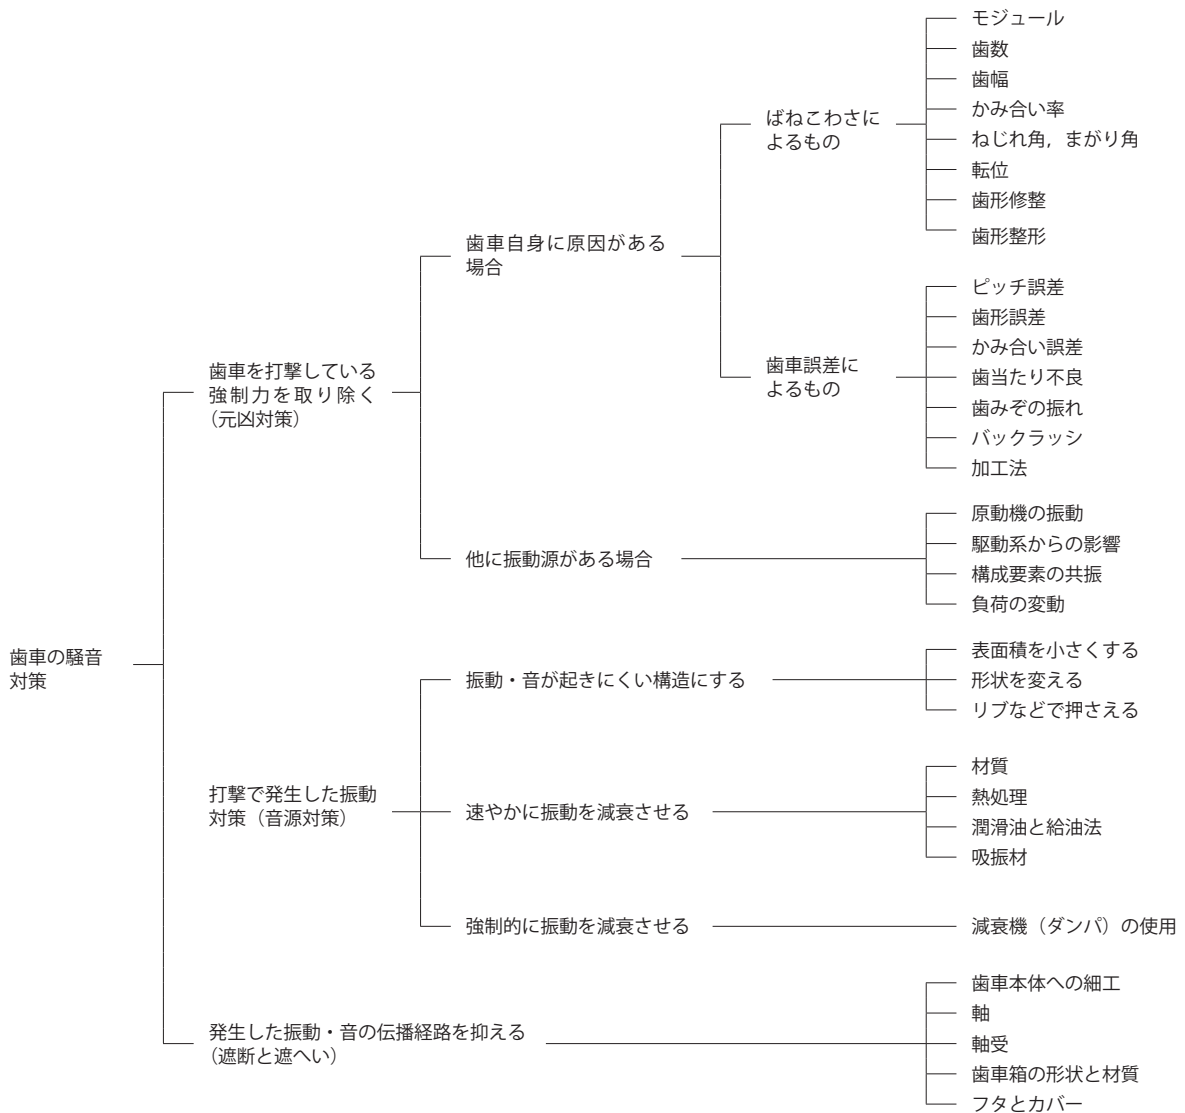 歯車の騒音
対策
歯車を打撃している
強制力を取り除く
（元凶対策）
歯車自身に原因がある
場合
ばねこわさに
よるもの
モジュール
歯数
歯幅
かみ合い率
ねじれ角，まがり角
転位
歯形修整
歯形整形
歯車誤差に
よるもの
ピッチ誤差
歯形誤差
かみ合い誤差
歯当たり不良
歯みぞの振れ
バックラッシ
加工法
他に振動源がある場合
原動機の振動
駆動系からの影響
構成要素の共振
負荷の変動
打撃で発生した振動
対策（音源対策）
振動・音が起きにくい構造にする
表面積を小さくする
形状を変える
リブなどで押さえる
速やかに振動を減衰させる
材質
熱処理
潤滑油と給油法
吸振材
強制的に振動を減衰させる
減衰機（ダンパ）の使用
発生した振動・音の伝播経路を抑える
（遮断と遮へい）
歯車本体への細工
軸
軸受
歯車箱の形状と材質
フタとカバー